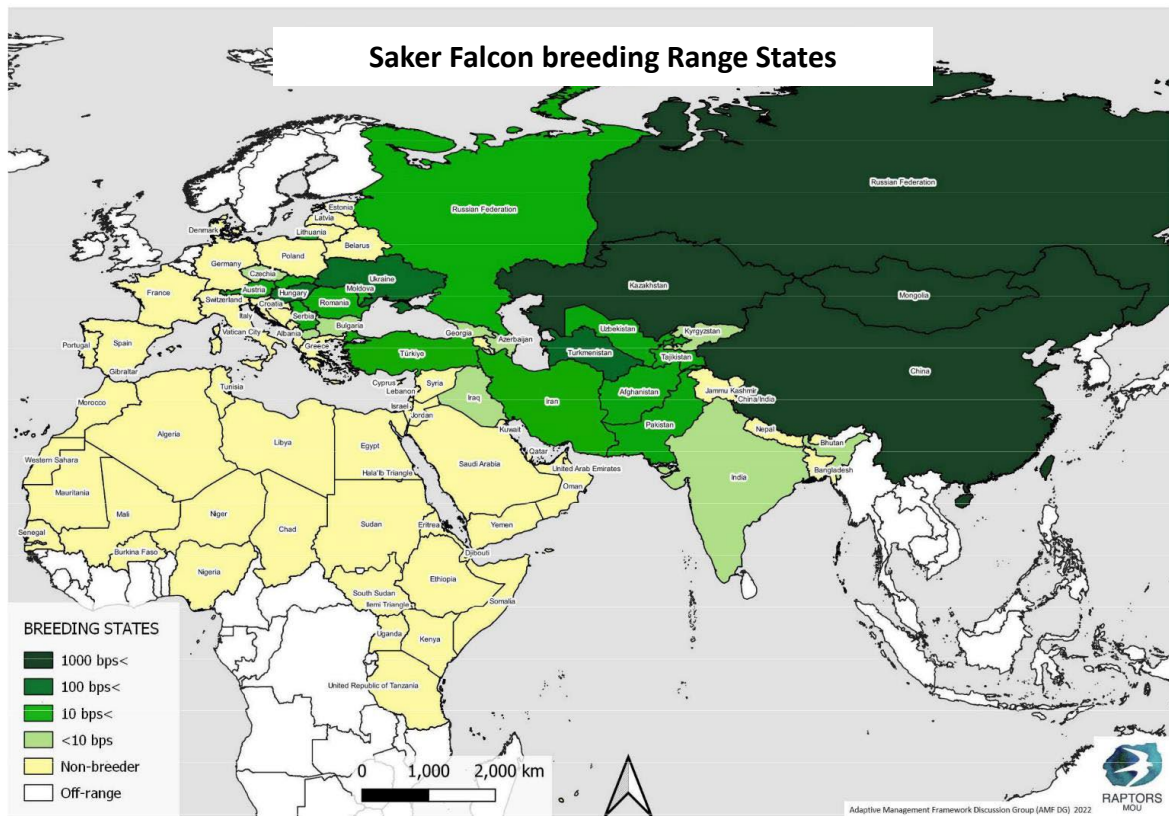 Saker Falcon breeding Range States
Russian Federation
Russian Federation
Estonia
Latvia
Denmark
Lithuania
Belarus
Poland
Germany
Czechia
Ukraine
Kazakhstan
Mongolia
Austria
Hungary
Moldova
France
Switzerland
Romania
Croatia
Italy
Serbia
Bulgaria
Georgia
Azerbaijan
Uzbekistan
Kyrgyzstan
Vatican City
Albania
Portugal
Spain
Greece
Türkiye
Turkmenistan
Tajikistan
China
Gibraltar
Tunisia
Cyprus
Lebanon
Syria
Israel
Jordan
Iraq
Iran
Afghanistan
Jammu Kashmir
China/India
Morocco
Algeria
Libya
Egypt
Kuwait
Pakistan
Nepal
Bhutan
Western Sahara
Hala'ib Triangle
Saudi Arabia
Qatar
United Arab Emirates
Oman
India
Bangladesh
Mauritania
Mali
Niger
Chad
Sudan
Eritrea
Yemen
Senegal
Burkina Faso
Djibouti
Nigeria
Ethiopia
South Sudan
Ilemi Triangle
Somalia
Uganda
Kenya
United Republic of Tanzania
BREEDING STATES
1000 bps<
100 bps<
10 bps<
<10 bps
Non-breeder
Off-range
0 1,000 2,000 km
Adaptive Management Framework Discussion Group (AMF DG) 2022
RAPTORS
MOU